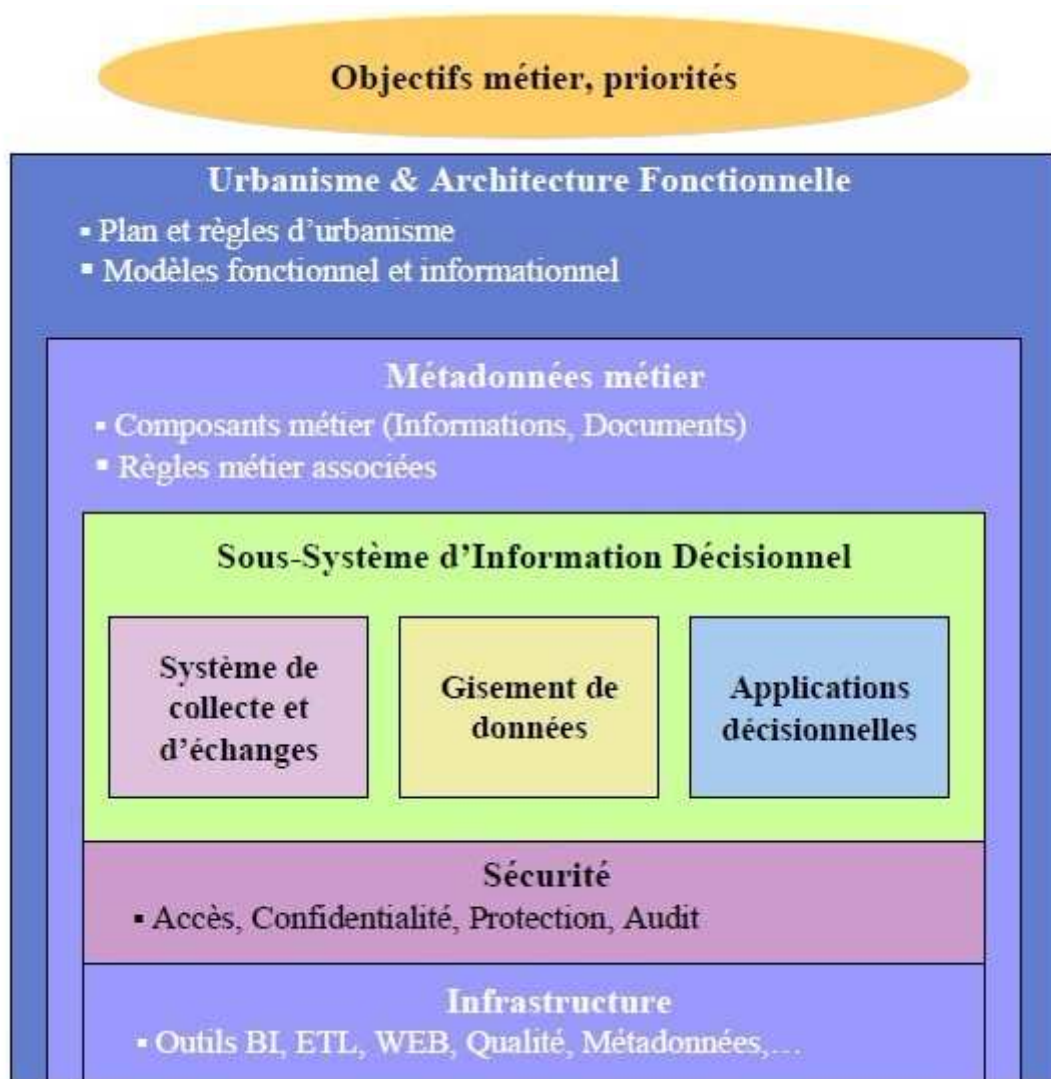 Objectifs métier, priorités
Urbanisme & Architecture Fonctionnelle
▪ Plan et règles d’urbanisme
▪ Modèles fonctionnel et informationnel
Métadonnées métier
▪ Composants métier (Informations, Documents)
▪ Règles métier associées
Sous-Système d’Information Décisionnel
Système de
collecte et
d’échanges
Gisement de
données
Applications
décisionnelles
Sécurité
▪ Accès, Confidentialité, Protection, Audit
Infrastructure
▪ Outils BI, ETL, WEB, Qualité, Métadonnées,…